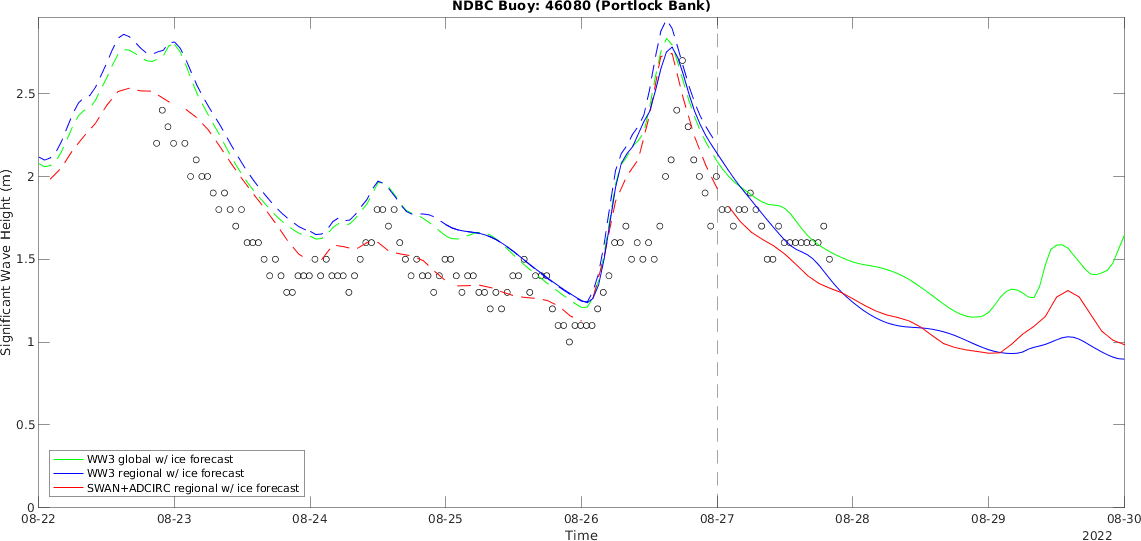 NDBC Buoy: 46080 (Portlock Bank)
Significant Wave Height (m)
2.5
2
1.5
1
0.5
0
WW3 global w/ ice forecast
WW3 regional w/ ice forecast
SWAN+ADCIRC regional w/ ice forecast
08-22 08-23 08-24 08-25 08-26 08-27 08-28 08-29 08-30
Time
2022